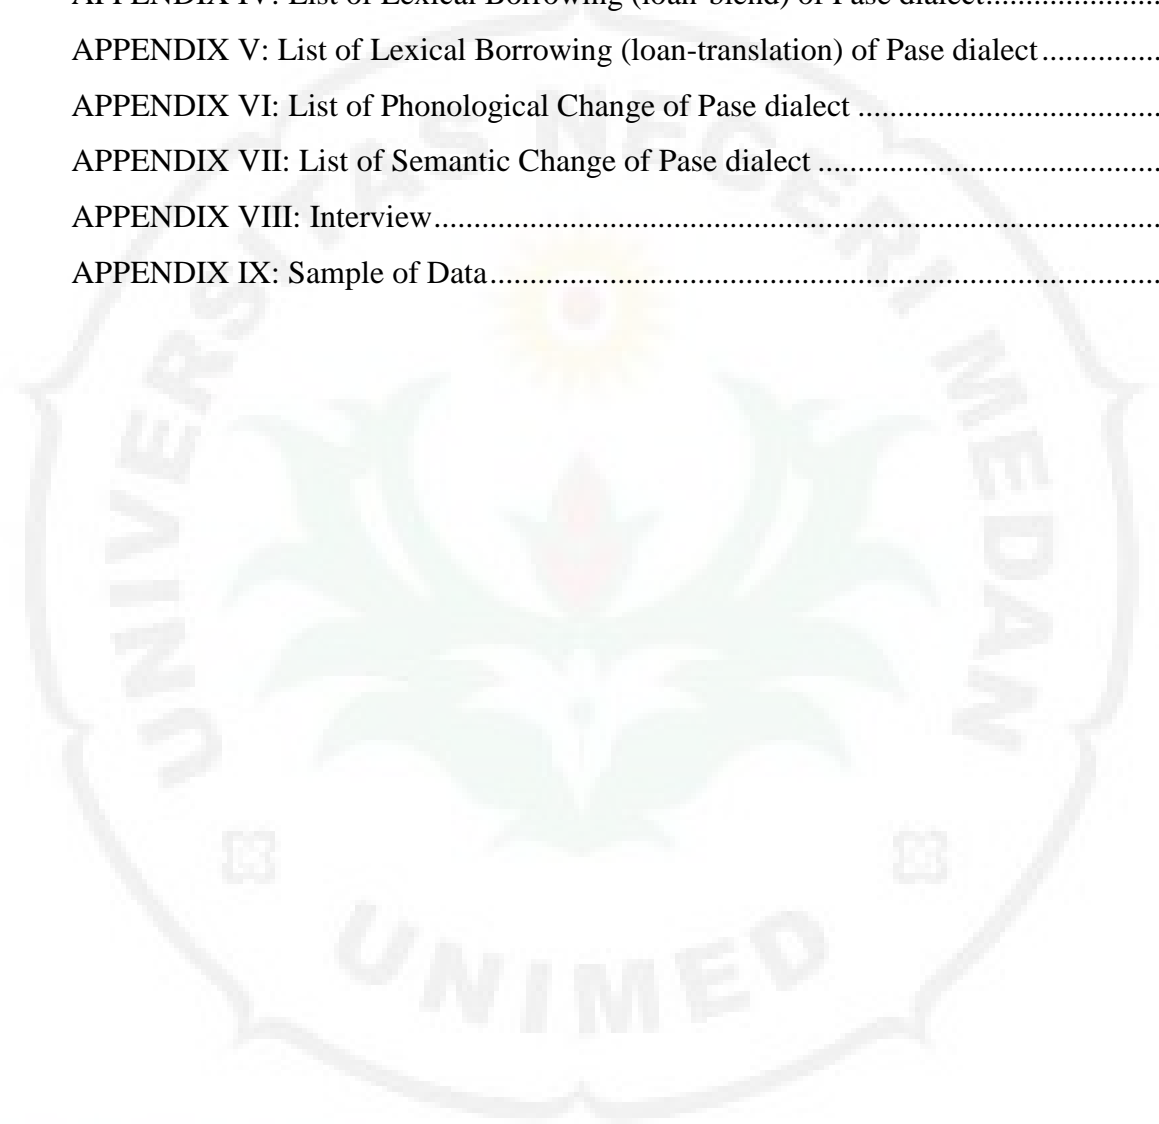 APPENDIX IV: List of Lexical Borrowing (loan-blend) of Pase dialect..................
APPENDIX V: List of Lexical Borrowing (loan-translation) of Pase dialect...............
APPENDIX VI: List of Phonological Change of Pase dialect ......................................
APPENDIX VII: List of Semantic Change of Pase dialect ...........................................
APPENDIX VIII: Interview...........................................................................................
APPENDIX IX: Sample of Data....................................................................................
UNIVERSITAS NEGERI MEDAN
UNIMED